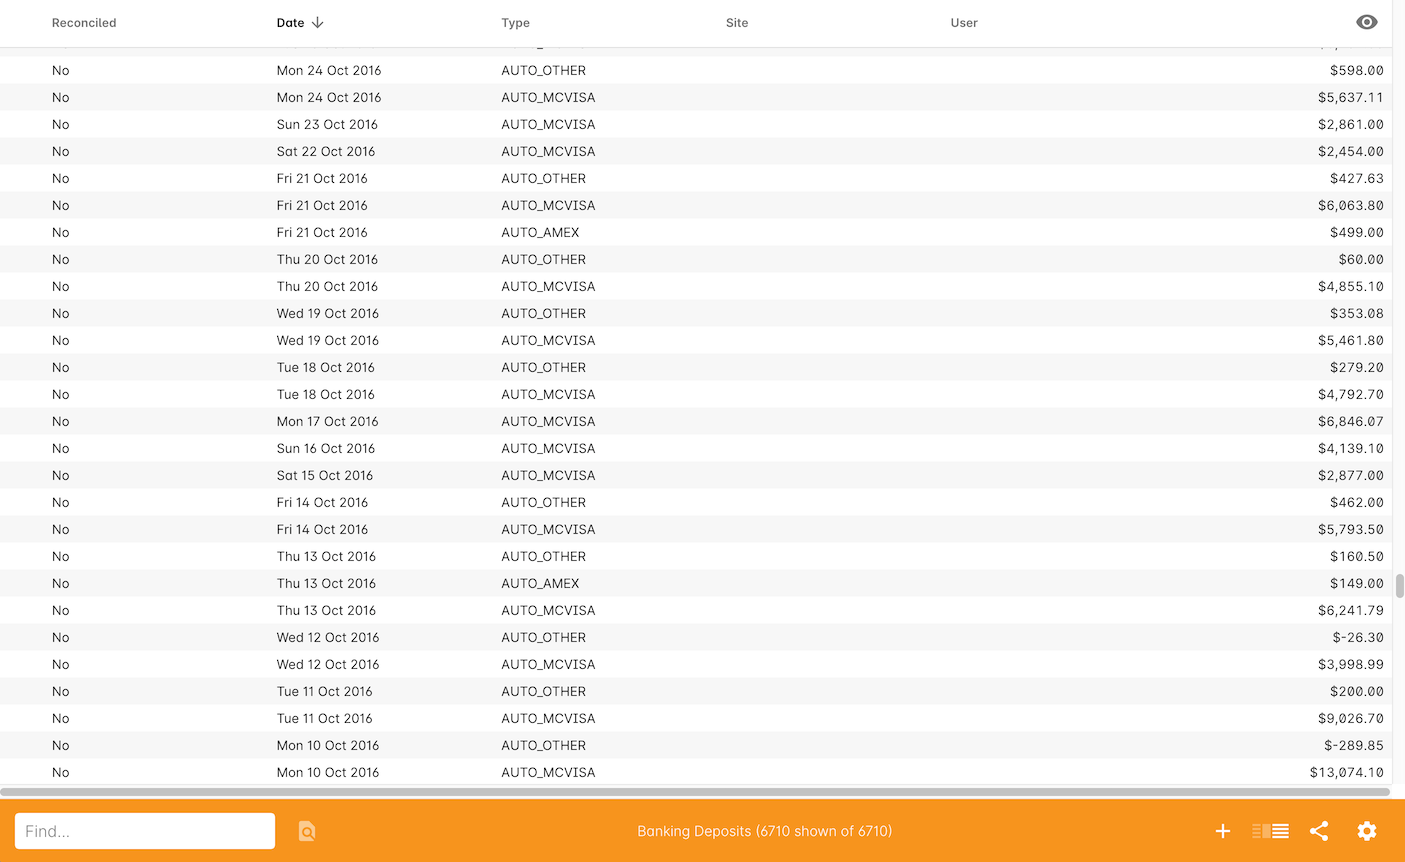 Reconciled Date Type Site User
No Mon 24 Oct 2016 AUTO_OTHER $598.00
No Mon 24 Oct 2016 AUTO_MCVISA $5,637.11
No Sun 23 Oct 2016 AUTO_MCVISA $2,861.00
No Sat 22 Oct 2016 AUTO_MCVISA $2,454.00
No Fri 21 Oct 2016 AUTO_OTHER $427.63
No Fri 21 Oct 2016 AUTO_MCVISA $6,063.80
No Fri 21 Oct 2016 AUTO_AMEX $499.00
No Thu 20 Oct 2016 AUTO_OTHER $60.00
No Thu 20 Oct 2016 AUTO_MCVISA $4,855.10
No Wed 19 Oct 2016 AUTO_OTHER $353.08
No Wed 19 Oct 2016 AUTO_MCVISA $5,461.80
No Tue 18 Oct 2016 AUTO_OTHER $279.20
No Tue 18 Oct 2016 AUTO_MCVISA $4,792.70
No Mon 17 Oct 2016 AUTO_MCVISA $6,846.07
No Sun 16 Oct 2016 AUTO_MCVISA $4,139.10
No Sat 15 Oct 2016 AUTO_MCVISA $2,877.00
No Fri 14 Oct 2016 AUTO_OTHER $462.00
No Fri 14 Oct 2016 AUTO_MCVISA $5,793.50
No Thu 13 Oct 2016 AUTO_OTHER $160.50
No Thu 13 Oct 2016 AUTO_AMEX $149.00
No Thu 13 Oct 2016 AUTO_MCVISA $6,241.79
No Wed 12 Oct 2016 AUTO_OTHER $-26.30
No Wed 12 Oct 2016 AUTO_MCVISA $3,998.99
No Tue 11 Oct 2016 AUTO_OTHER $200.00
No Tue 11 Oct 2016 AUTO_MCVISA $9,026.70
No Mon 10 Oct 2016 AUTO_OTHER $-289.85
No Mon 10 Oct 2016 AUTO_MCVISA $13,074.10
Find... Banking Deposits (6710 shown of 6710)